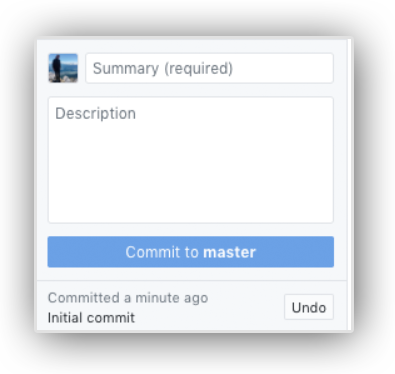 Summary (required)
Description
Commit to master
Committed a minute ago
Undo
Initial commit